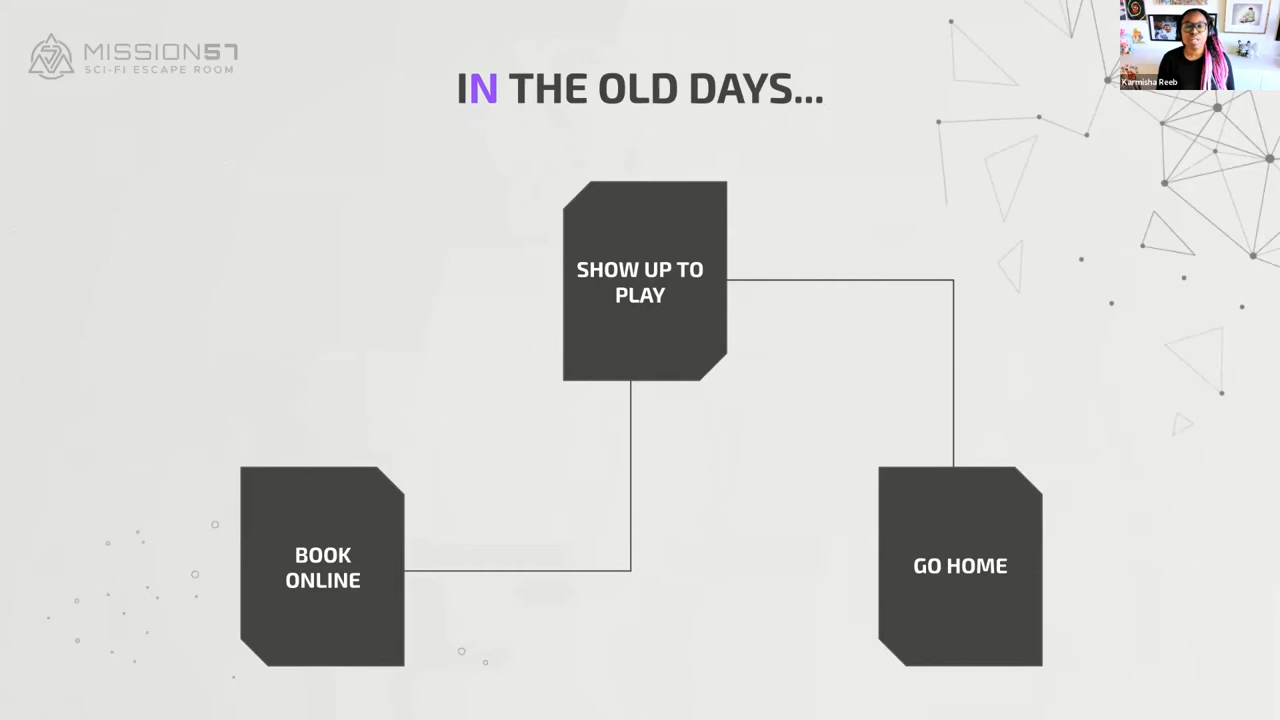 MISSION57
SCI-FI ESCAPE ROOM
IN THE OLD DAYS...
Karmisha Reeb
SHOW UP TO
PLAY
BOOK
ONLINE
GO HOME